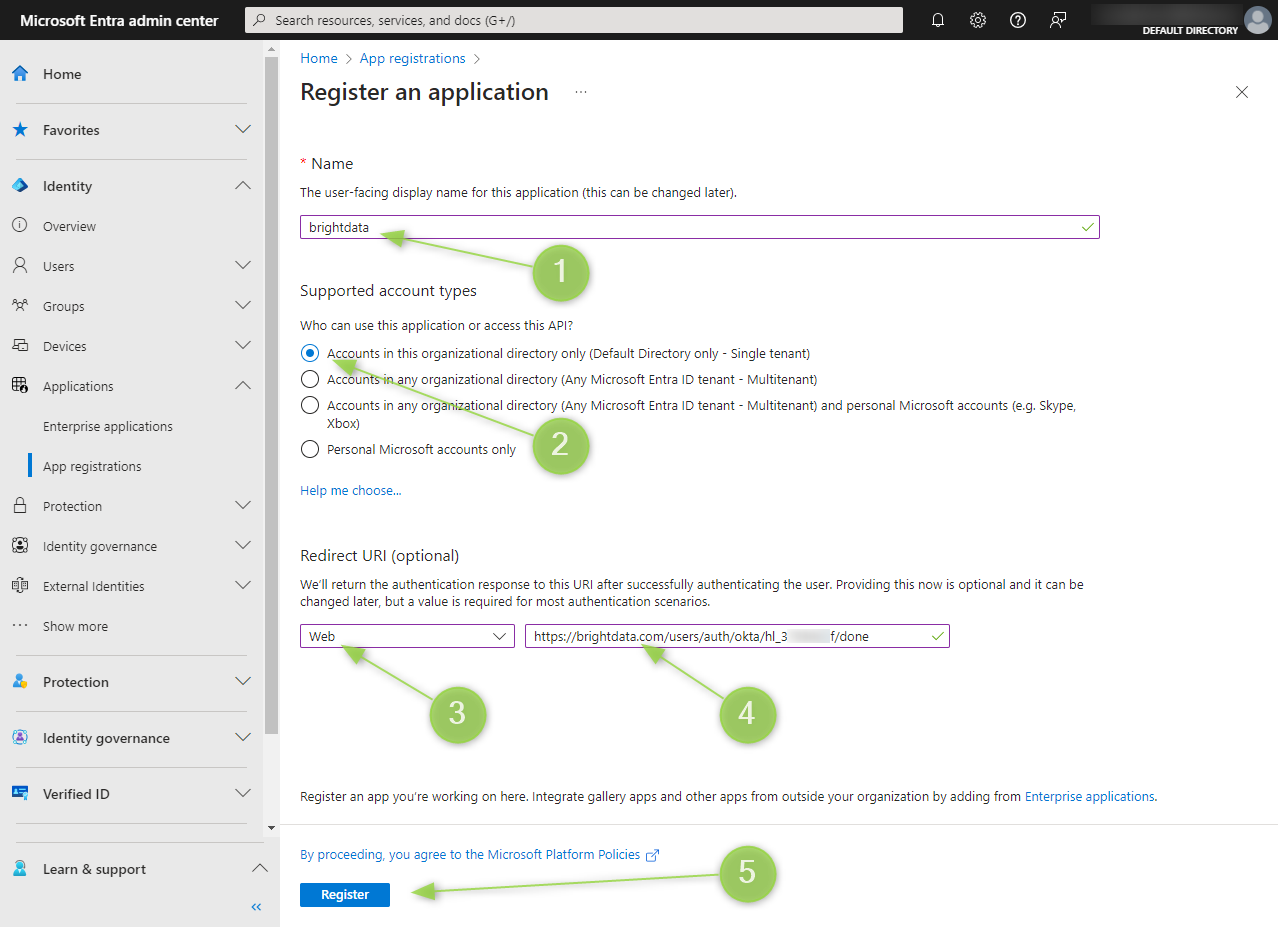 Microsoft Entra admin center
Search resources, services, and docs (G+/)
DEFAULT DIRECTORY
Home
Favorites
Identity
Overview
Users
Groups
Devices
Applications
Enterprise applications
App registrations
Protection
Identity governance
External Identities
Show more
Protection
Identity governance
Verified ID
Learn & support
Home > App registrations >
Register an application ...
* Name
The user-facing display name for this application (this can be changed later).
brightdata
1
Supported account types
Who can use this application or access this API?
Accounts in this organizational directory only (Default Directory only - Single tenant)
Accounts in any organizational directory (Any Microsoft Entra ID tenant - Multitenant)
Accounts in any organizational directory (Any Microsoft Entra ID tenant - Multitenant) and personal Microsoft accounts (e.g. Skype,
Xbox)
Personal Microsoft accounts only
2
Help me choose...
Redirect URI (optional)
We'll return the authentication response to this URI after successfully authenticating the user. Providing this now is optional and it can be
changed later, but a value is required for most authentication scenarios.
Web
https://brightdata.com/users/auth/okta/hl_3 f/done
3
4
Register an app you're working on here. Integrate gallery apps and other apps from outside your organization by adding from Enterprise applications.
By proceeding, you agree to the Microsoft Platform Policies
5
Register